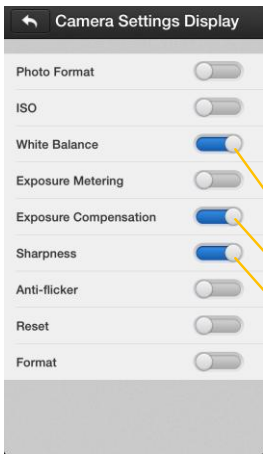 Camera Settings Display
Photo Format
ISO
White Balance
Exposure Metering
Exposure Compensation
Sharpness
Anti-flicker
Reset
Format